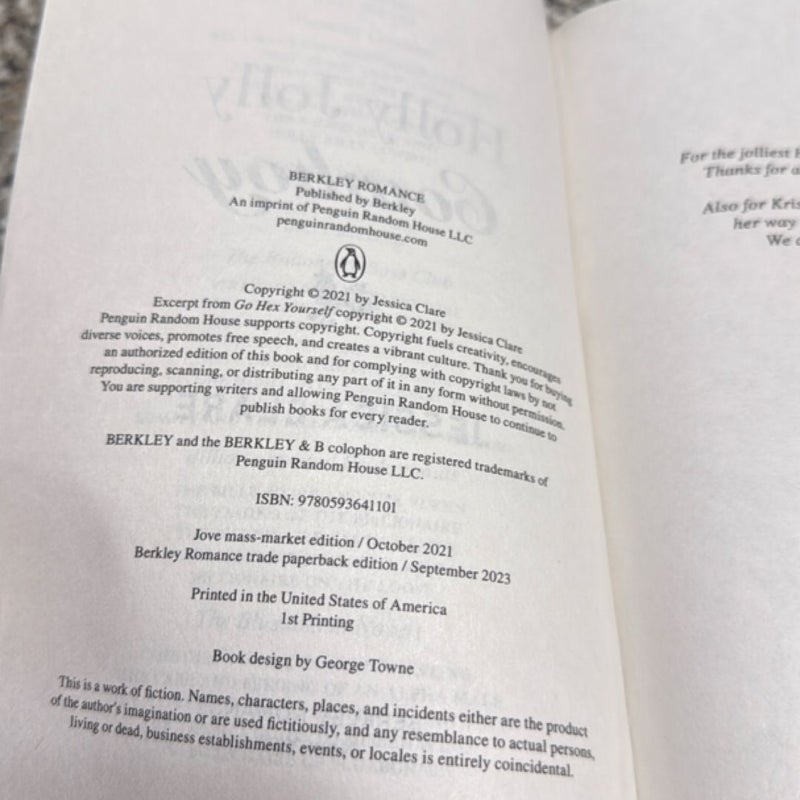 BERKLEY ROMANCE
Published by Berkley
An imprint of Penguin Random House LLC
penguinrandomhouse.com
Copyright © 2021 by Jessica Clare
Excerpt from Go Hex Yourself copyright © 2021 by Jessica Clare
Penguin Random House supports copyright. Copyright fuels creativity, encourages
diverse voices, promotes free speech, and creates a vibrant culture. Thank you for buying
an authorized edition of this book and for complying with copyright laws by not
reproducing, scanning, or distributing any part of it in any form without permission.
You are supporting writers and allowing Penguin Random House to continue to
publish books for every reader.
BERKLEY and the BERKLEY & B colophon are registered trademarks of
Penguin Random House LLC.
ISBN: 9780593641101
Jove mass-market edition / October 2021
Berkley Romance trade paperback edition / September 2023
Printed in the United States of America
1st Printing
Book design by George Towne
This is a work of fiction. Names, characters, places, and incidents either are the product
of the author's imagination or are used fictitiously, and any resemblance to actual persons,
living or dead, business establishments, events, or locales is entirely coincidental.
For the jolliest
Thanks for
Also for Kris
her way
We